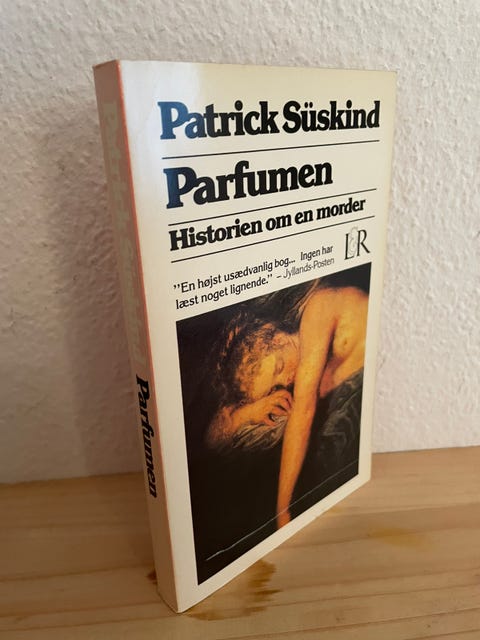 Patrick Süskind
Parfumen
Historien om en morder
"En højst usædvanlig bog... Ingen har
læst noget lignende." – Jyllands-Posten
L&R
Parfumen